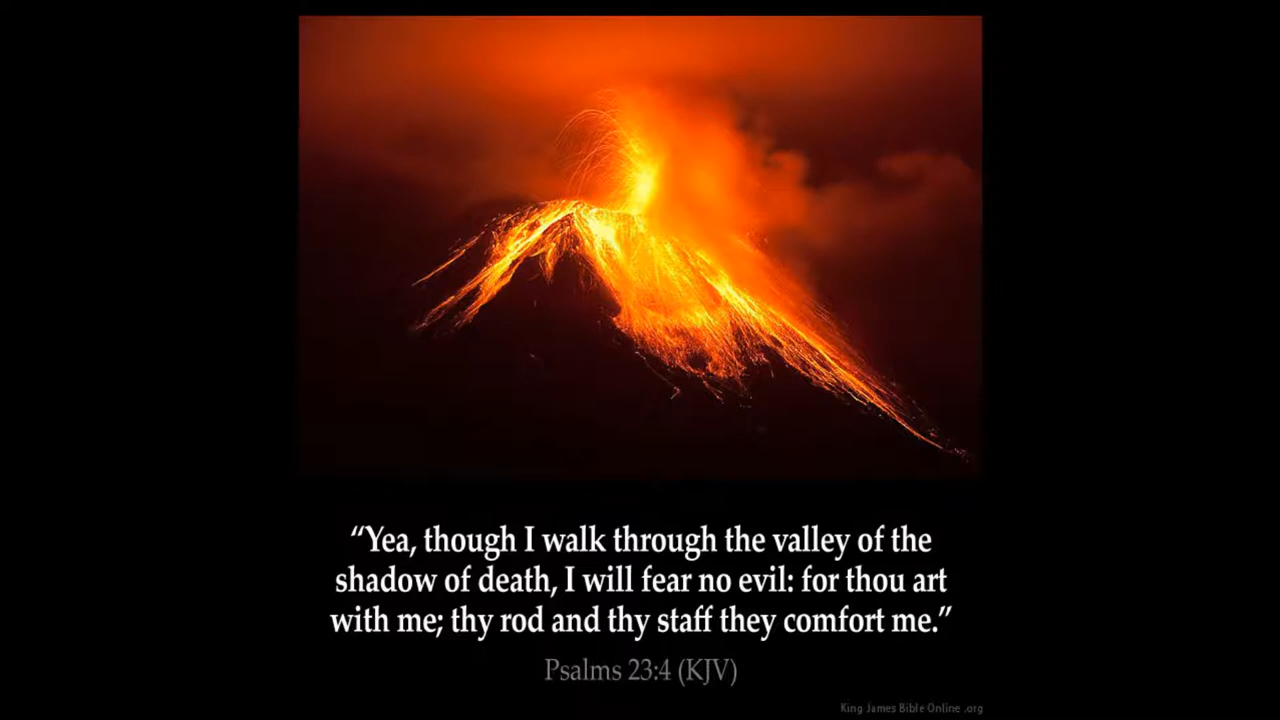 “Yea, though I walk through the valley of the
shadow of death, I will fear no evil: for thou art
with me; thy rod and thy staff they comfort me.”
Psalms 23:4 (KJV)
King James Bible Online .org